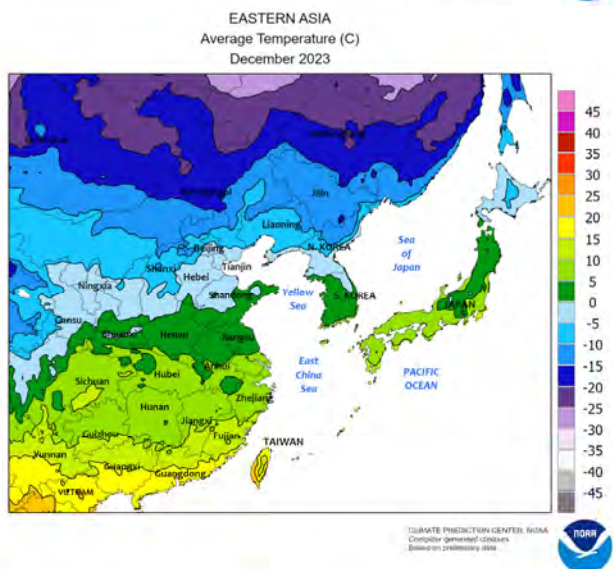 EASTERN ASIA
Average Temperature (C)
December 2023
Jilin
Liaoning
Beijing
N. KOREA
Sea
of
Japan
Tianjin
Shanxi
Hebei
Ningxia
Shandong
Yellow
Sea
S. KOREA
JAPAN
Gansu
Henan
Jiangsu
East
China
Sea
PACIFIC
OCEAN
Anhui
Hubei
Sichuan
Zhejiang
Hunan
Jiangxi
Guizhou
Fujian
TAIWAN
Yunnan
Guangxi
Guangdong
VIETNAM
45
40
35
30
25
20
15
10
5
0
-5
-10
-15
-20
-25
-30
-35
-40
-45
CLIMATE PREDICTION CENTER, NOAA
Computer generated contours
Based on preliminary data
NOAA